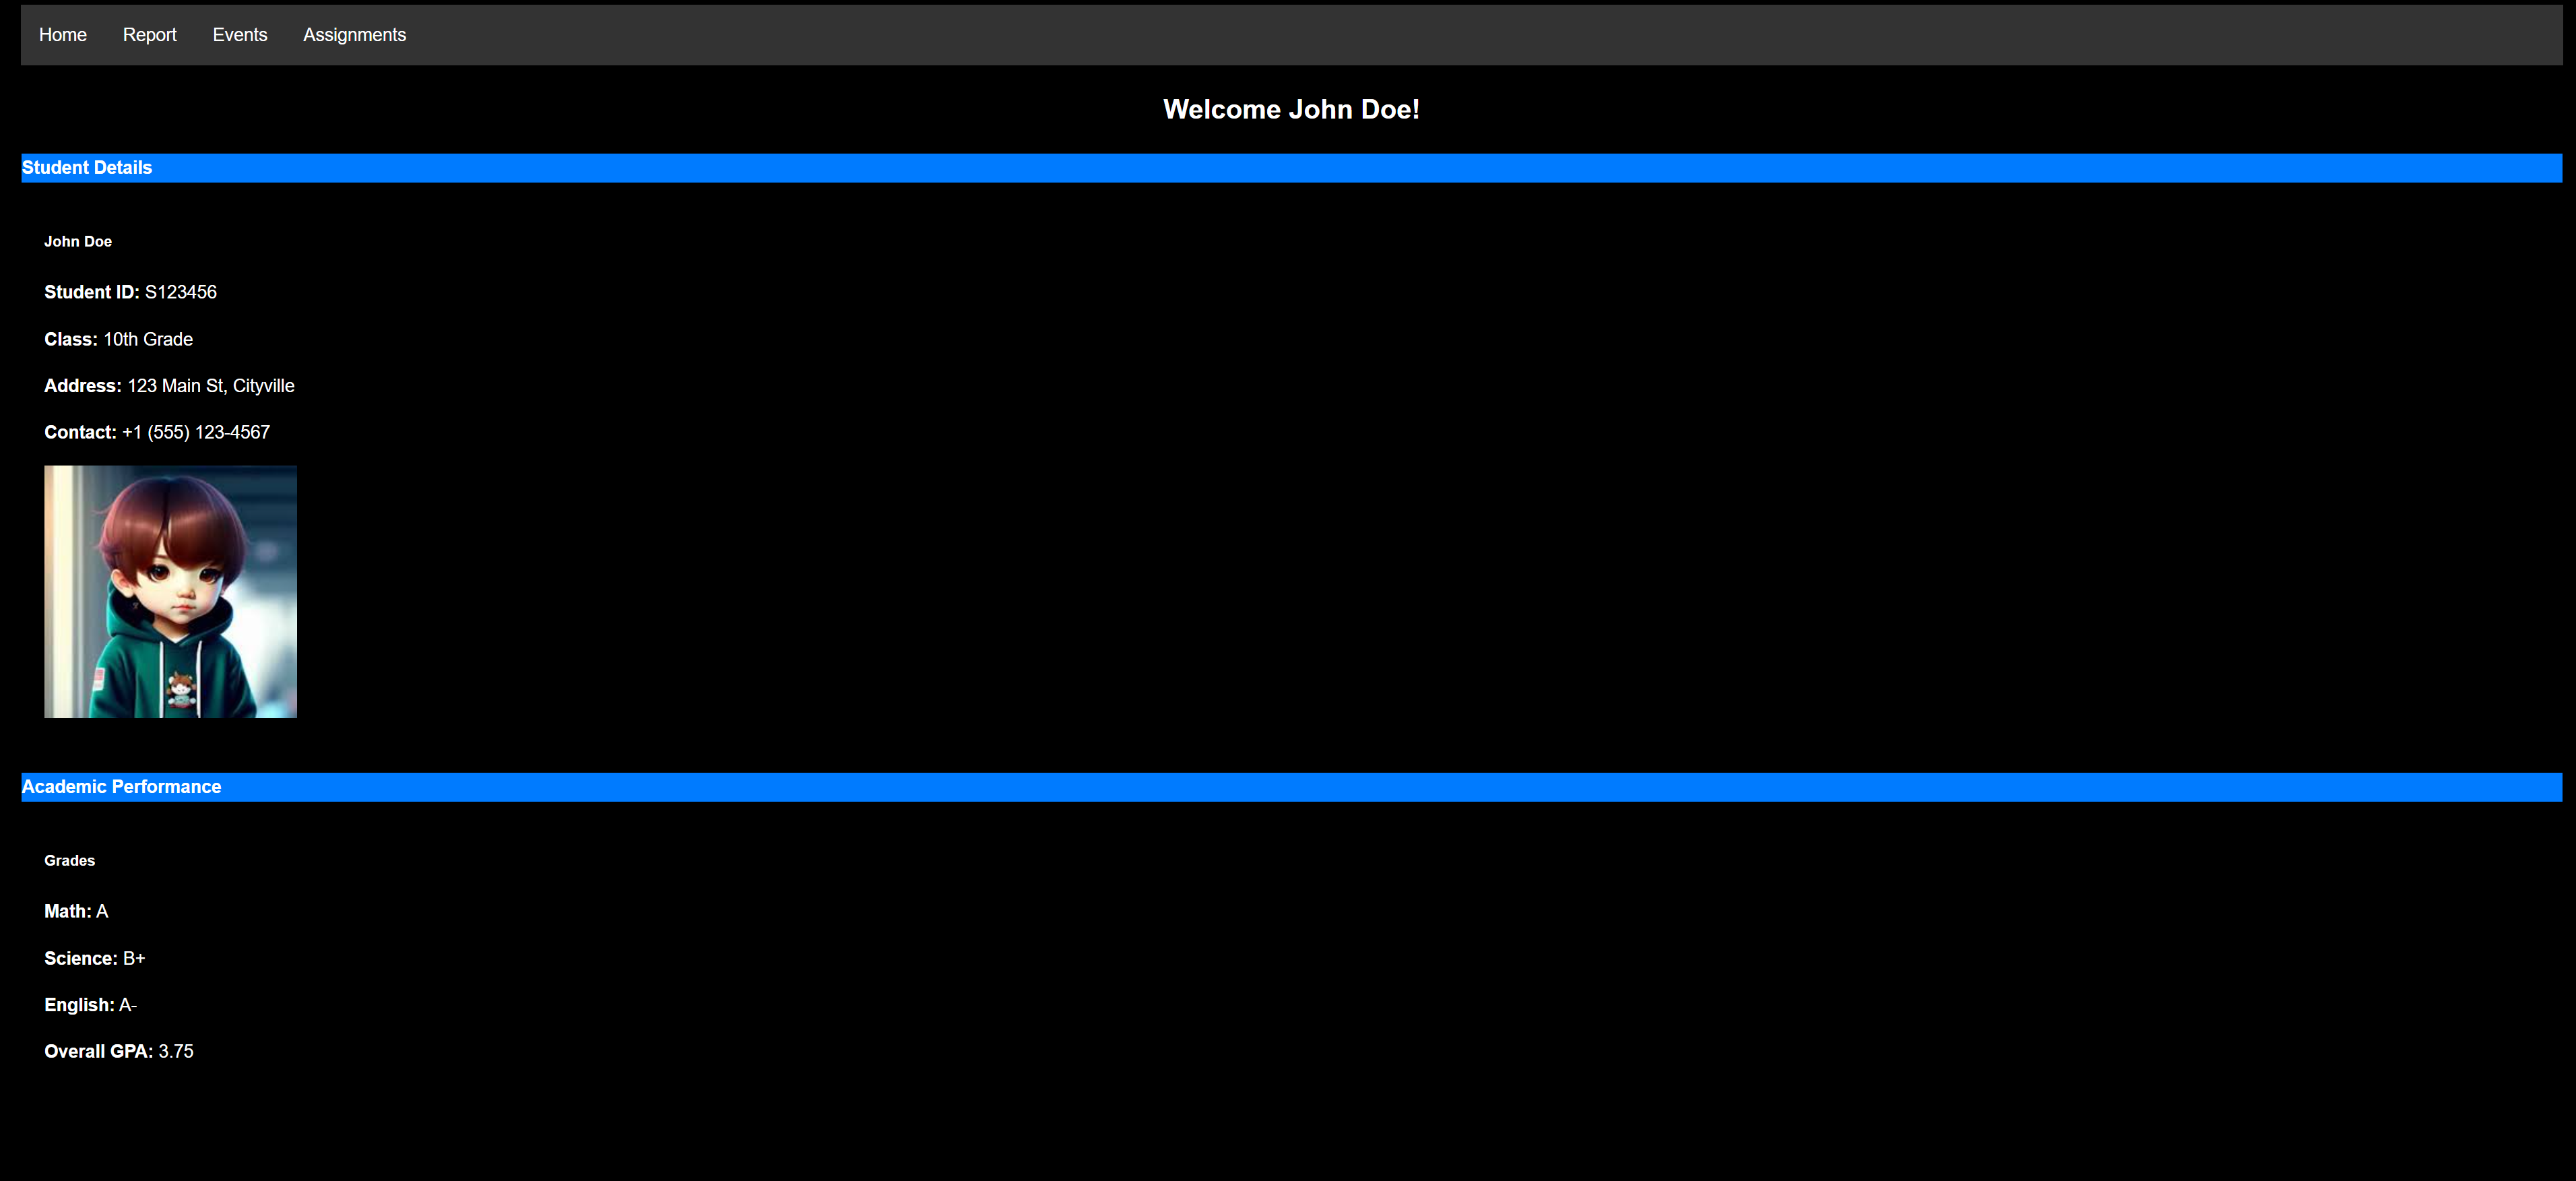 Home Report Events Assignments
Welcome John Doe!
Student Details
John Doe
Student ID: S123456
Class: 10th Grade
Address: 123 Main St, Cityville
Contact: +1 (555) 123-4567
Academic Performance
Grades
Math: A
Science: B+
English: A-
Overall GPA: 3.75